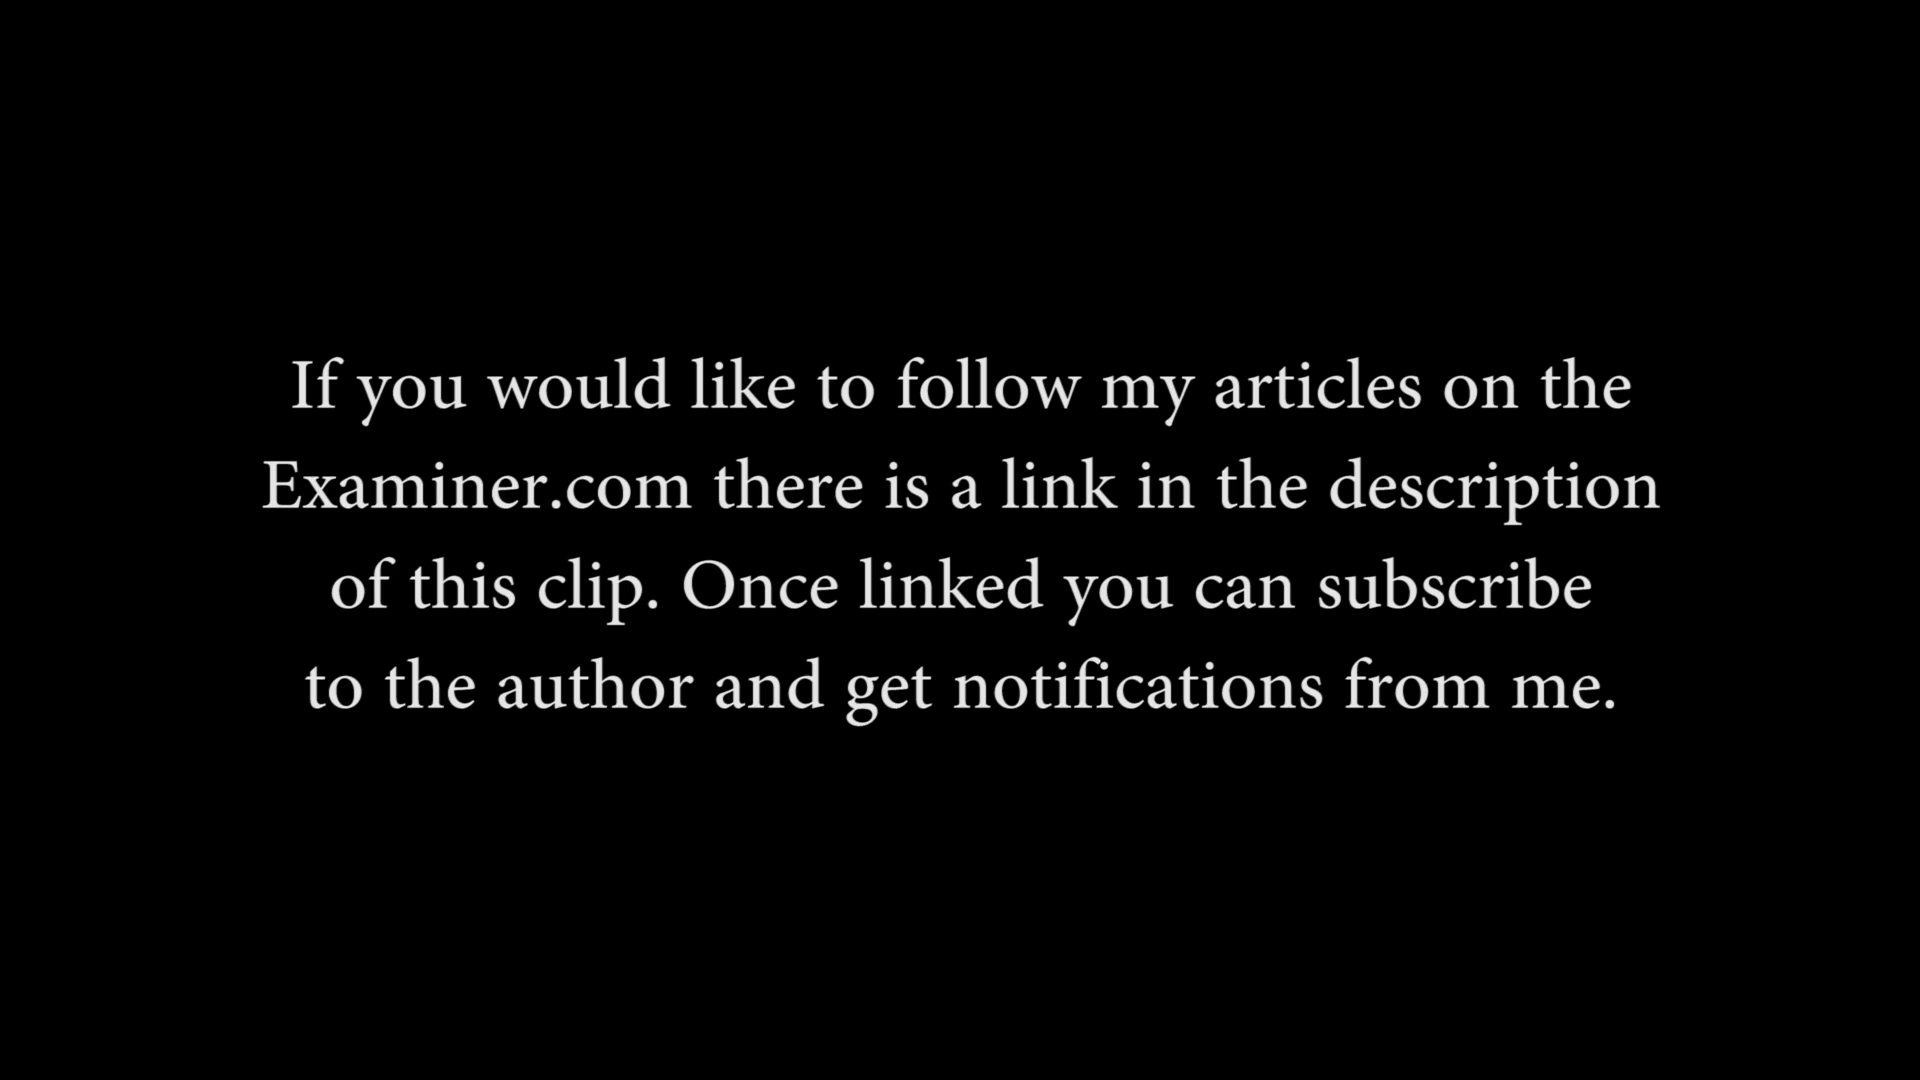 If you would like to follow my articles on the
Examiner.com there is a link in the description
of this clip. Once linked you can subscribe
to the author and get notifications from me.